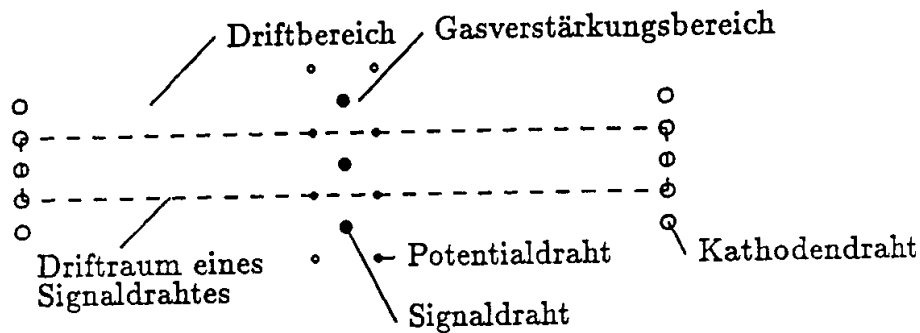 Driftbereich
Gasverstärkungsbereich
Driftraum eines
Signaldrahtes
Potentialdraht
Kathodendraht
Signaldraht